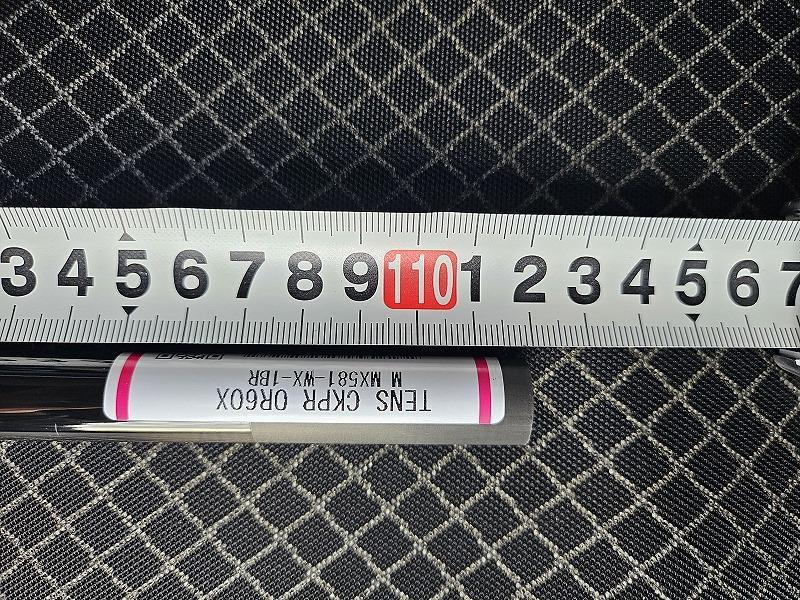 3 4 5 6 7 8 9 110 1 2 3 4 5 6 7
TENS CKPR OR60X
M MX581-WX-1BR